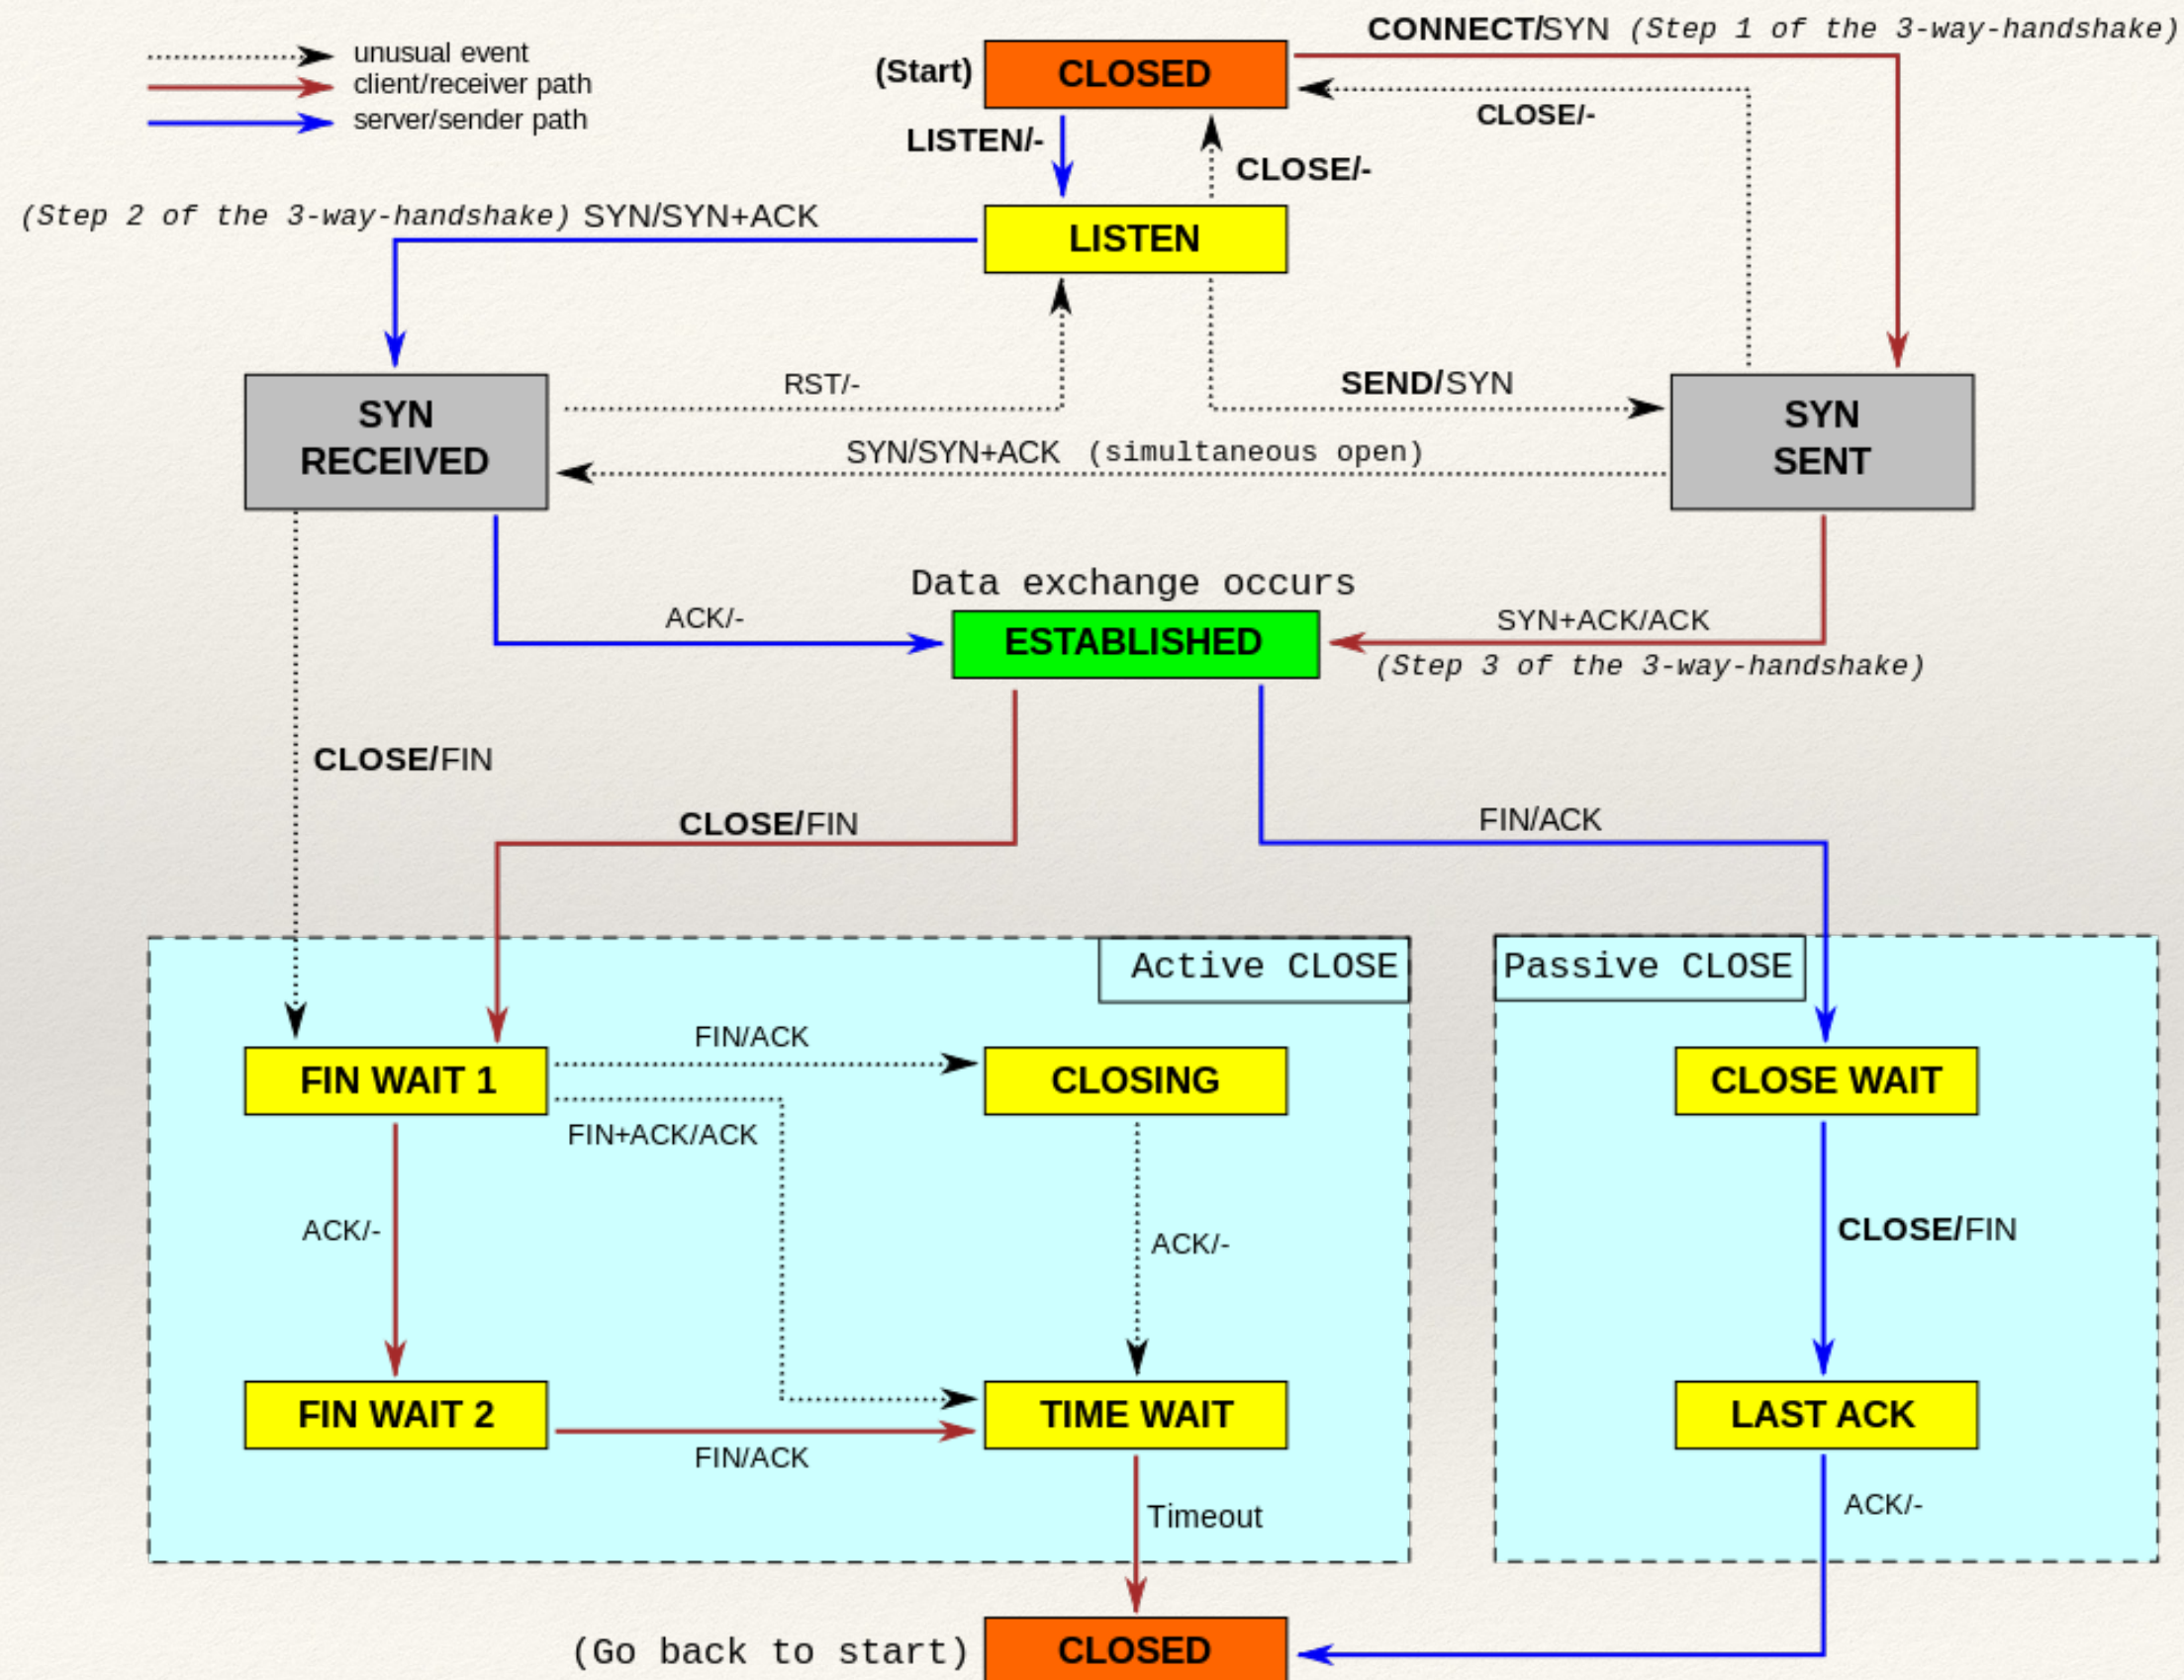 CONNECT/SYN (Step 1 of the 3-way-handshake)
unusual event
client/receiver path
server/sender path
(Start)
CLOSED
CLOSE/-
LISTEN/-
CLOSE/-
(Step 2 of the 3-way-handshake) SYN/SYN+ACK
LISTEN
RST/-
SEND/SYN
SYN
RECEIVED
SYN
SENT
SYN/SYN+ACK (simultaneous open)
Data exchange occurs
ACK/-
ESTABLISHED
SYN+ACK/ACK
(Step 3 of the 3-way-handshake)
CLOSE/FIN
CLOSE/FIN
FIN/ACK
Active CLOSE
Passive CLOSE
FIN WAIT 1
FIN/ACK
CLOSING
CLOSE WAIT
FIN+ACK/ACK
ACK/-
ACK/-
CLOSE/FIN
FIN WAIT 2
TIME WAIT
LAST ACK
FIN/ACK
Timeout
ACK/-
(Go back to start)
CLOSED